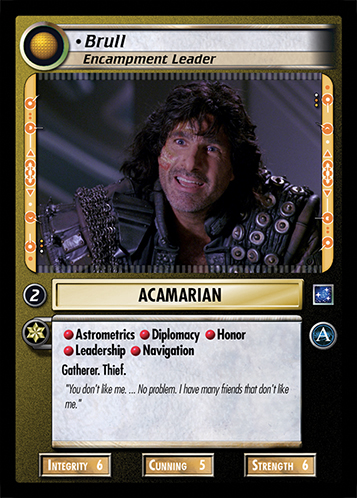 • Brull
Encampment Leader
2
ACAMARIAN
A
Astrometrics Diplomacy Honor
Leadership Navigation
Gatherer. Thief.
"You don't like me. ... No problem. I have many friends that don't like
me."
INTEGRITY 6 CUNNING 5 STRENGTH 6